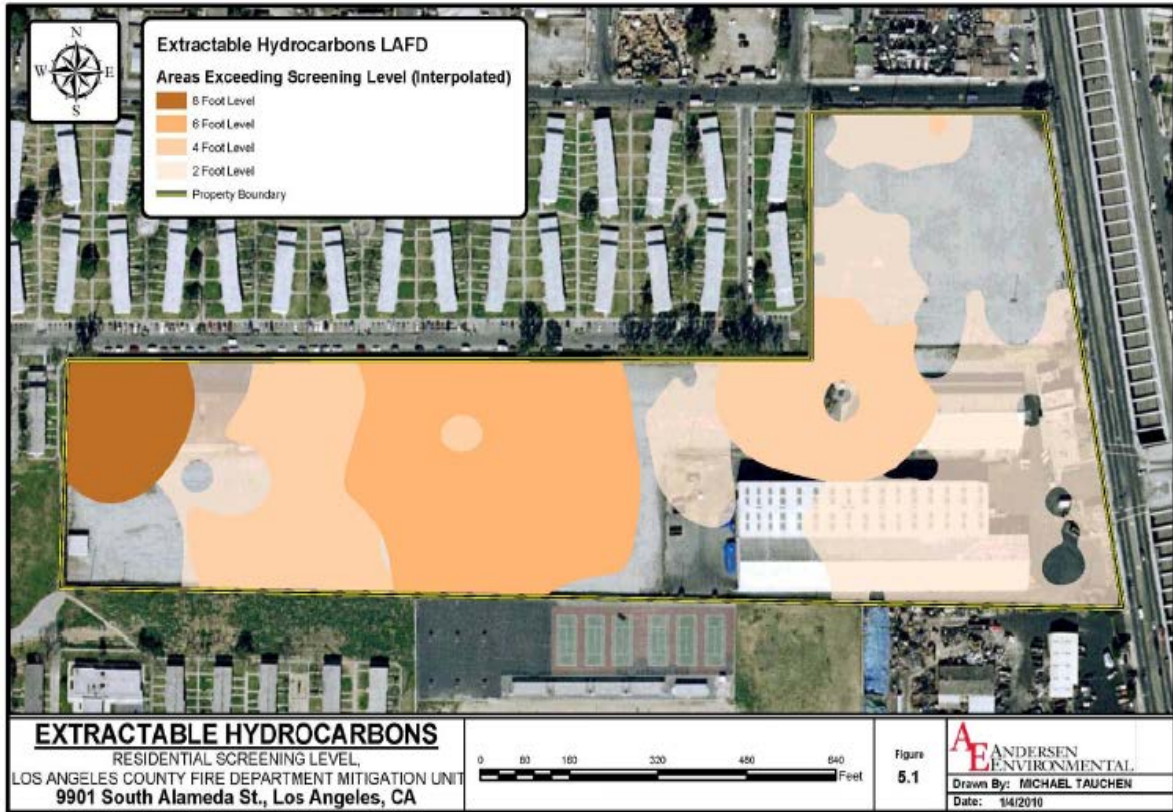 N
W E
S
Extractable Hydrocarbons LAFD
Areas Exceeding Screening Level (Interpolated)
8 Foot Level
6 Foot Level
4 Foot Level
2 Foot Level
Property Boundary
EXTRACTABLE HYDROCARBONS
RESIDENTIAL SCREENING LEVEL,
LOS ANGELES COUNTY FIRE DEPARTMENT MITIGATION UNIT
9901 South Alameda St., Los Angeles, CA
0 80 160 320 480 640
Feet
Figure
5.1
AE ANDERSEN
ENVIRONMENTAL
Drawn By: MICHAEL TAUCHEN
Date: 1/4/2010